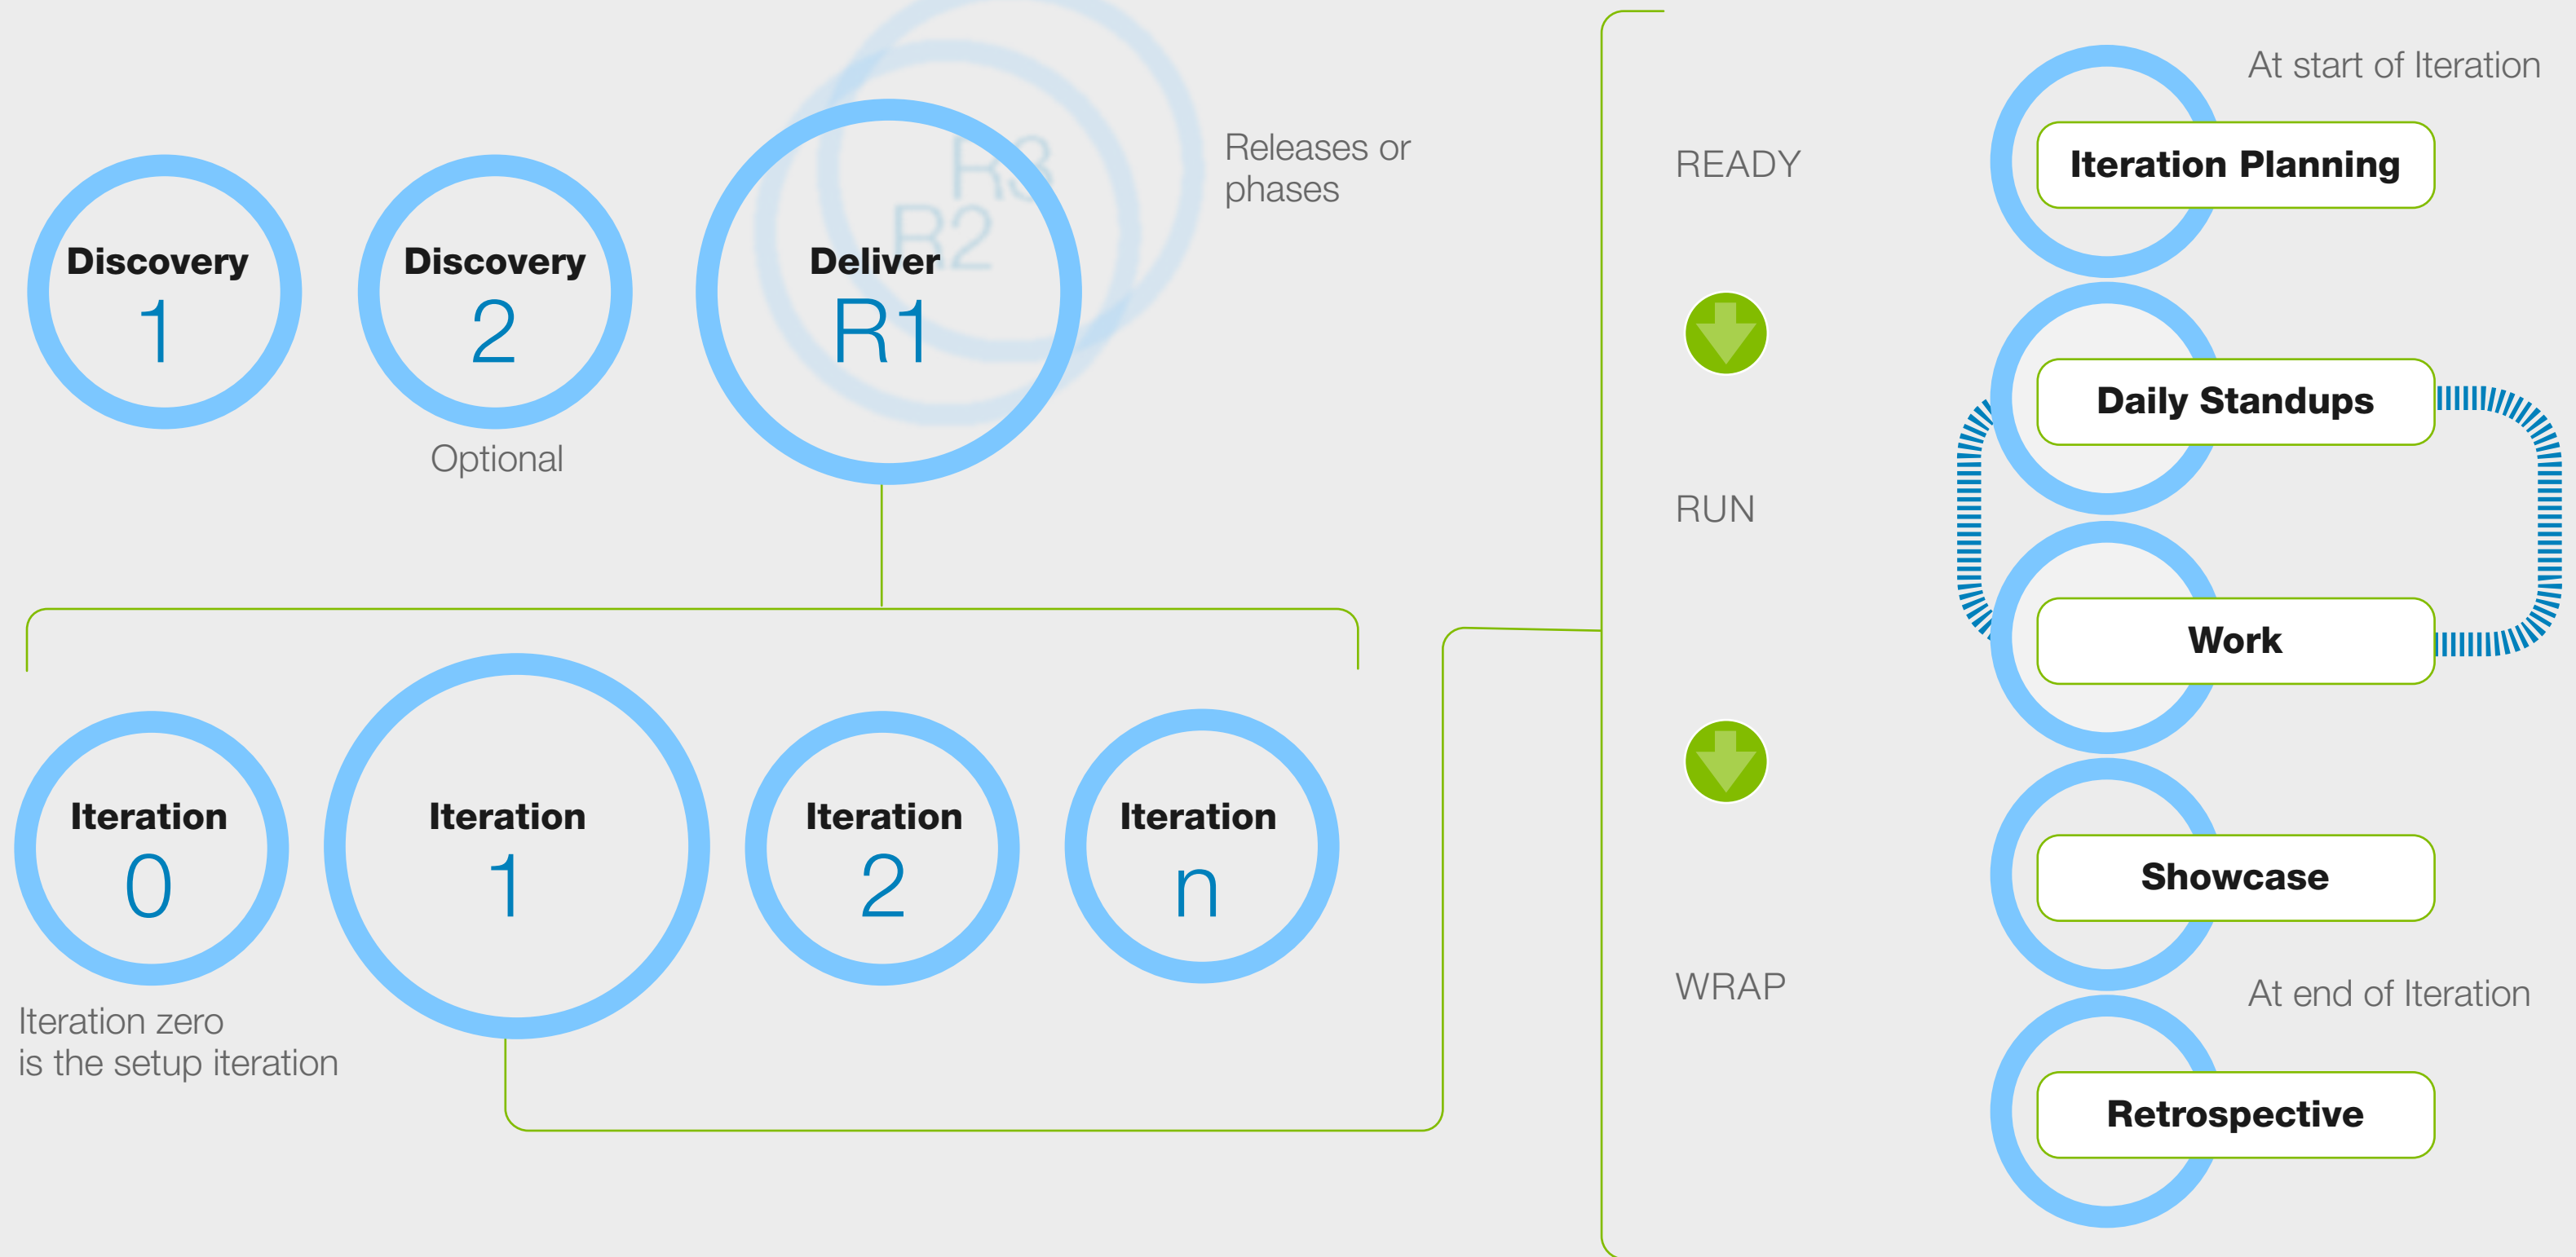 Discovery
1
Discovery
2
Optional
Deliver
R1
R2
R3
Releases or
phases
Iteration
0
Iteration zero
is the setup iteration
Iteration
1
Iteration
2
Iteration
n
READY
RUN
WRAP
At start of Iteration
Iteration Planning
Daily Standups
Work
Showcase
At end of Iteration
Retrospective